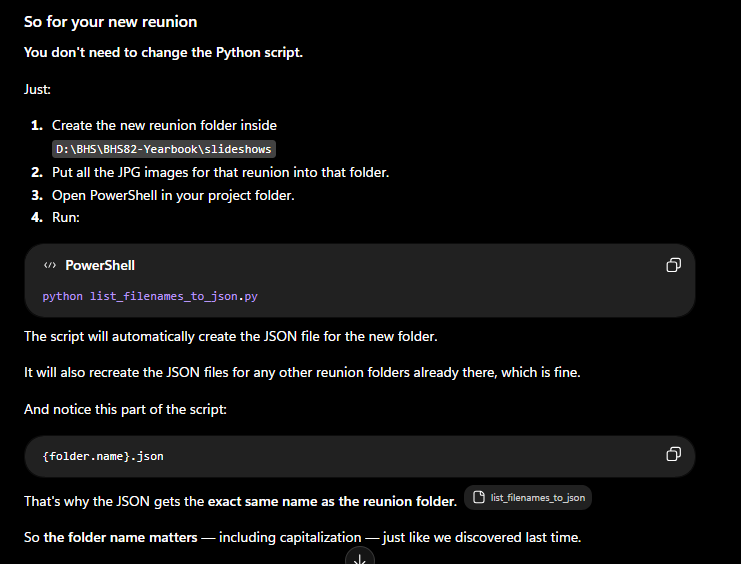 So for your new reunion
You don't need to change the Python script.
Just:
1. Create the new reunion folder inside
D:\BHS\BHS82-Yearbook\slideshows
2. Put all the JPG images for that reunion into that folder.
3. Open PowerShell in your project folder.
4. Run:
PowerShell
python list_filenames_to_json.py
The script will automatically create the JSON file for the new folder.
It will also recreate the JSON files for any other reunion folders already there, which is fine.
And notice this part of the script:
{folder.name}.json
That's why the JSON gets the exact same name as the reunion folder. list_filenames_to_json
So the folder name matters — including capitalization — just like we discovered last time.